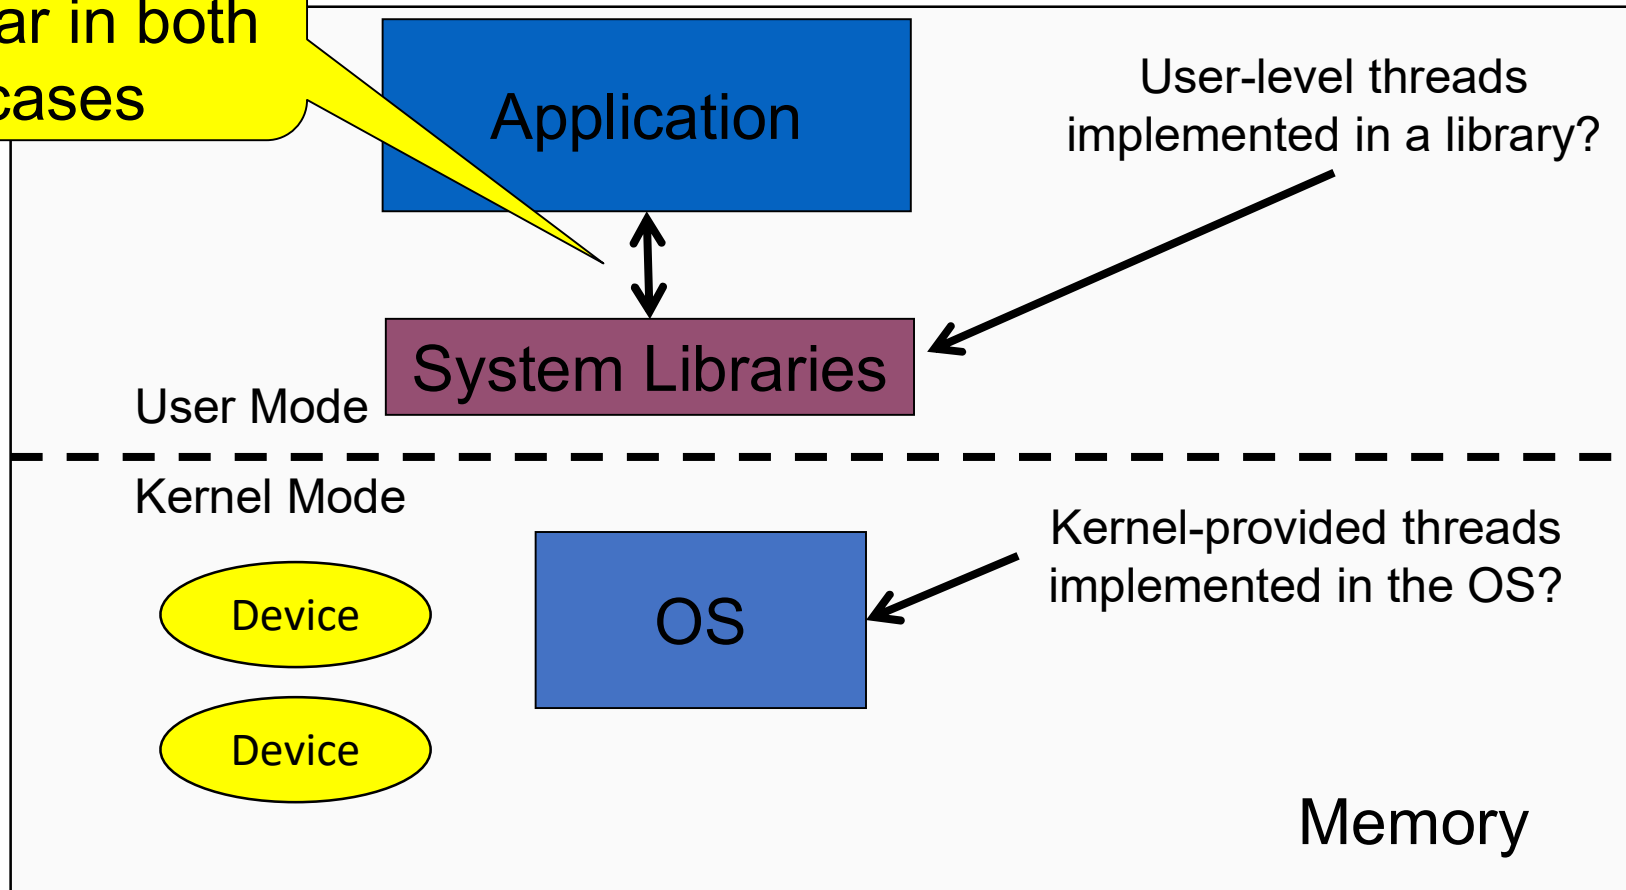 ar in both
cases
Application
User-level threads
implemented in a library?
System Libraries
User Mode
Kernel Mode
Kernel-provided threads
implemented in the OS?
Device
OS
Device
Memory